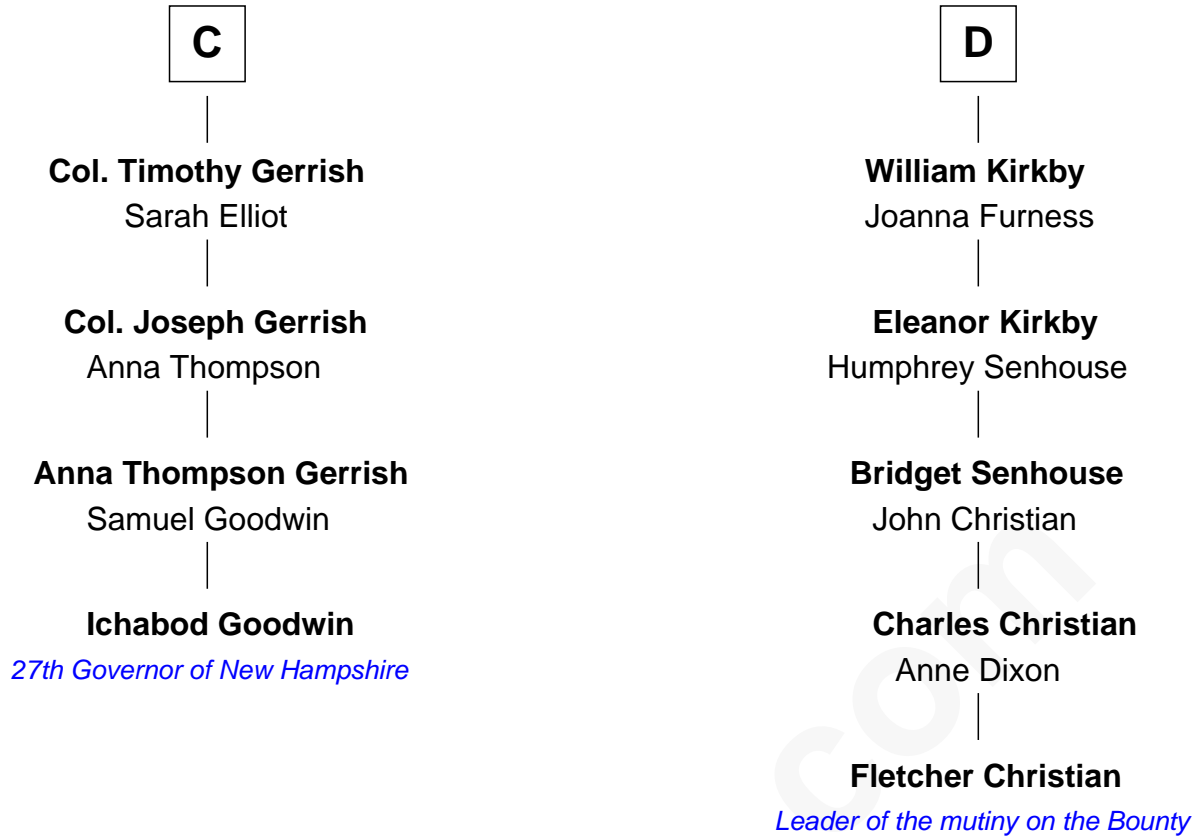 C
Col. Timothy Gerrish
Sarah Elliot
Col. Joseph Gerrish
Anna Thompson
Anna Thompson Gerrish
Samuel Goodwin
Ichabod Goodwin
27th Governor of New Hampshire
D
William Kirkby
Joanna Furness
Eleanor Kirkby
Humphrey Senhouse
Bridget Senhouse
John Christian
Charles Christian
Anne Dixon
Fletcher Christian
Leader of the mutiny on the Bounty
com